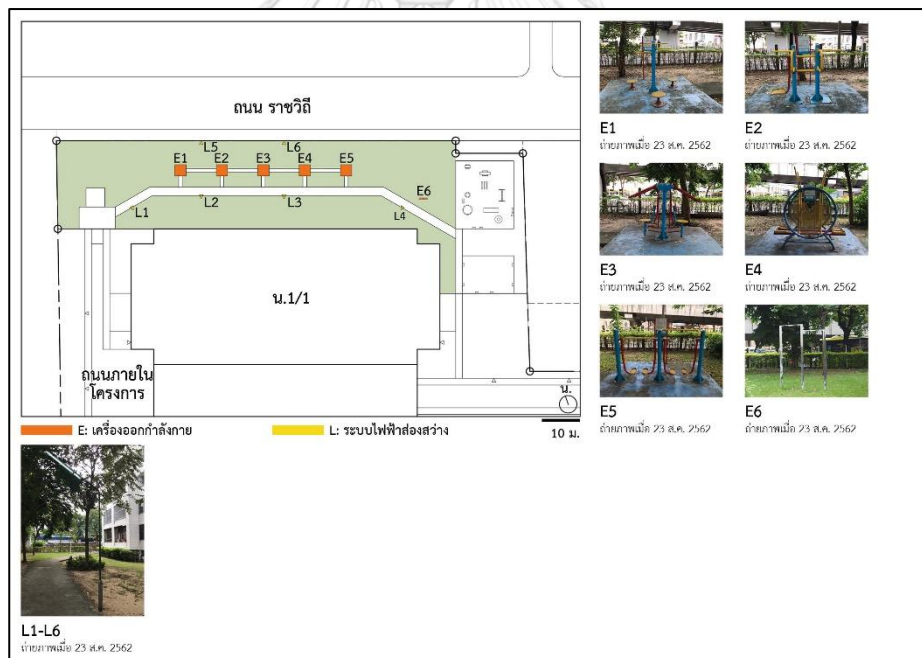 ถนน ราชวิถี
L5
L6
E1
E2
E3
E4
E5
E6
L1
L2
L3
L4
น.1/1
ถนนภายใน
โครงการ
น.
10 ม.
E: เครื่องออกกำลังกาย
L: ระบบไฟฟ้าส่องสว่าง
E1
ถ่ายภาพเมื่อ 23 ส.ค. 2562
E2
ถ่ายภาพเมื่อ 23 ส.ค. 2562
E3
ถ่ายภาพเมื่อ 23 ส.ค. 2562
E4
ถ่ายภาพเมื่อ 23 ส.ค. 2562
E5
ถ่ายภาพเมื่อ 23 ส.ค. 2562
E6
ถ่ายภาพเมื่อ 23 ส.ค. 2562
L1-L6
ถ่ายภาพเมื่อ 23 ส.ค. 2562